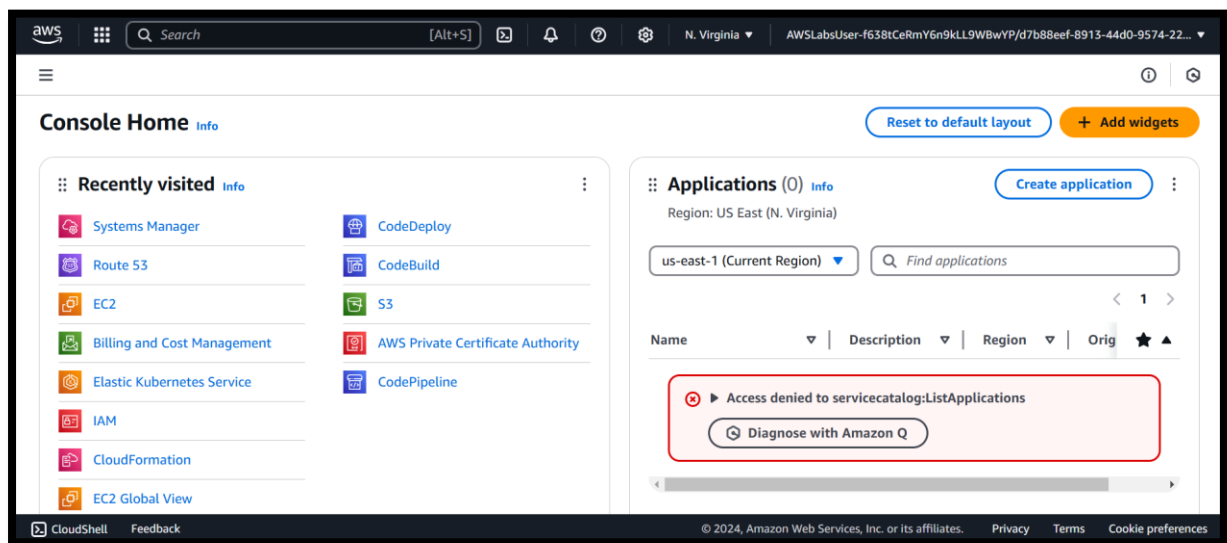 aws
Search [Alt+S]
N. Virginia
AWSLabsUser-f638tCeRmY6n9kLL9WBwYP/d7b88eef-8913-44d0-9574-22...
Console Home Info
Reset to default layout
+ Add widgets
Recently visited Info
Systems Manager
Route 53
EC2
Billing and Cost Management
Elastic Kubernetes Service
IAM
CloudFormation
EC2 Global View
CodeDeploy
CodeBuild
S3
AWS Private Certificate Authority
CodePipeline
Applications (0) Info
Create application
Region: US East (N. Virginia)
us-east-1 (Current Region)
Find applications
< 1 >
Name Description Region Orig
Access denied to servicecatalog:ListApplications
Diagnose with Amazon Q
CloudShell Feedback
© 2024, Amazon Web Services, Inc. or its affiliates. Privacy Terms Cookie preferences